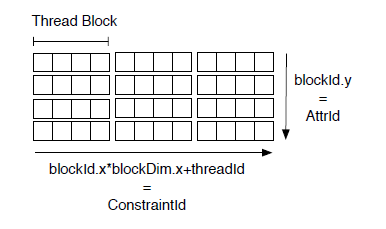 Thread Block
blockId.y
=
AttrId
blockId.x*blockDim.x+threadId
=
ConstraintId